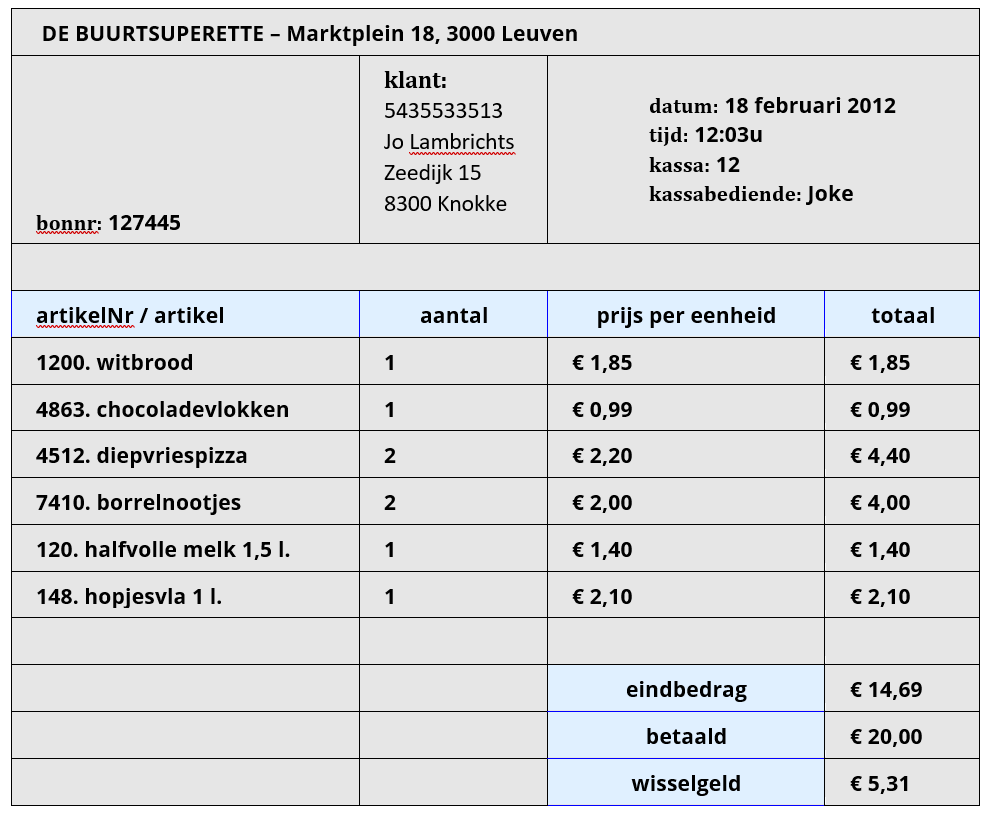 DE BUURTSUPERETTE – Marktplein 18, 3000 Leuven
bonnr: 127445
klant:
5435533513
Jo Lambrichts
Zeedijk 15
8300 Knokke
datum: 18 februari 2012
tijd: 12:03u
kassa: 12
kassabediende: Joke
artikelNr / artikel aantal prijs per eenheid totaal
1200. witbrood 1 € 1,85 € 1,85
4863. chocoladevlokken 1 € 0,99 € 0,99
4512. diepvriespizza 2 € 2,20 € 4,40
7410. borrelnootjes 2 € 2,00 € 4,00
120. halfvolle melk 1,5 l. 1 € 1,40 € 1,40
148. hopjesvla 1 l. 1 € 2,10 € 2,10
eindbedrag € 14,69
betaald € 20,00
wisselgeld € 5,31